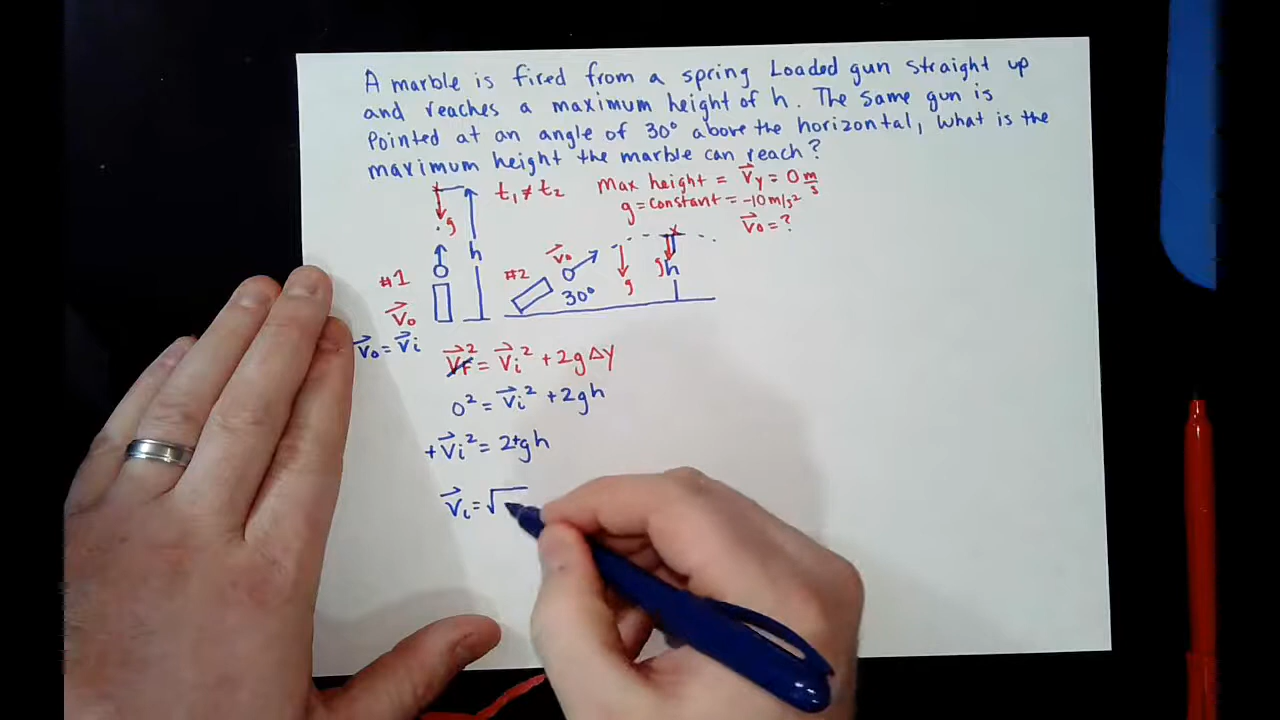 A marble is fired from a spring Loaded gun straight up
and reaches a maximum height of h. The same gun is
Pointed at an angle of 30° above the horizontal, what is the
maximum height the marble can reach?
t₁ ≠ t₂
Max height = V⃗y = 0 m/s
g = constant = -10 m/s²
V⃗₀ = ?
g
h
#1
V⃗₀
#2
V⃗₀
30°
g
g
h
V⃗₀ = V⃗i
V⃗f² = V⃗i² + 2gΔy
0² = V⃗i² + 2gh
+V⃗i² = 2+gh
V⃗i = √